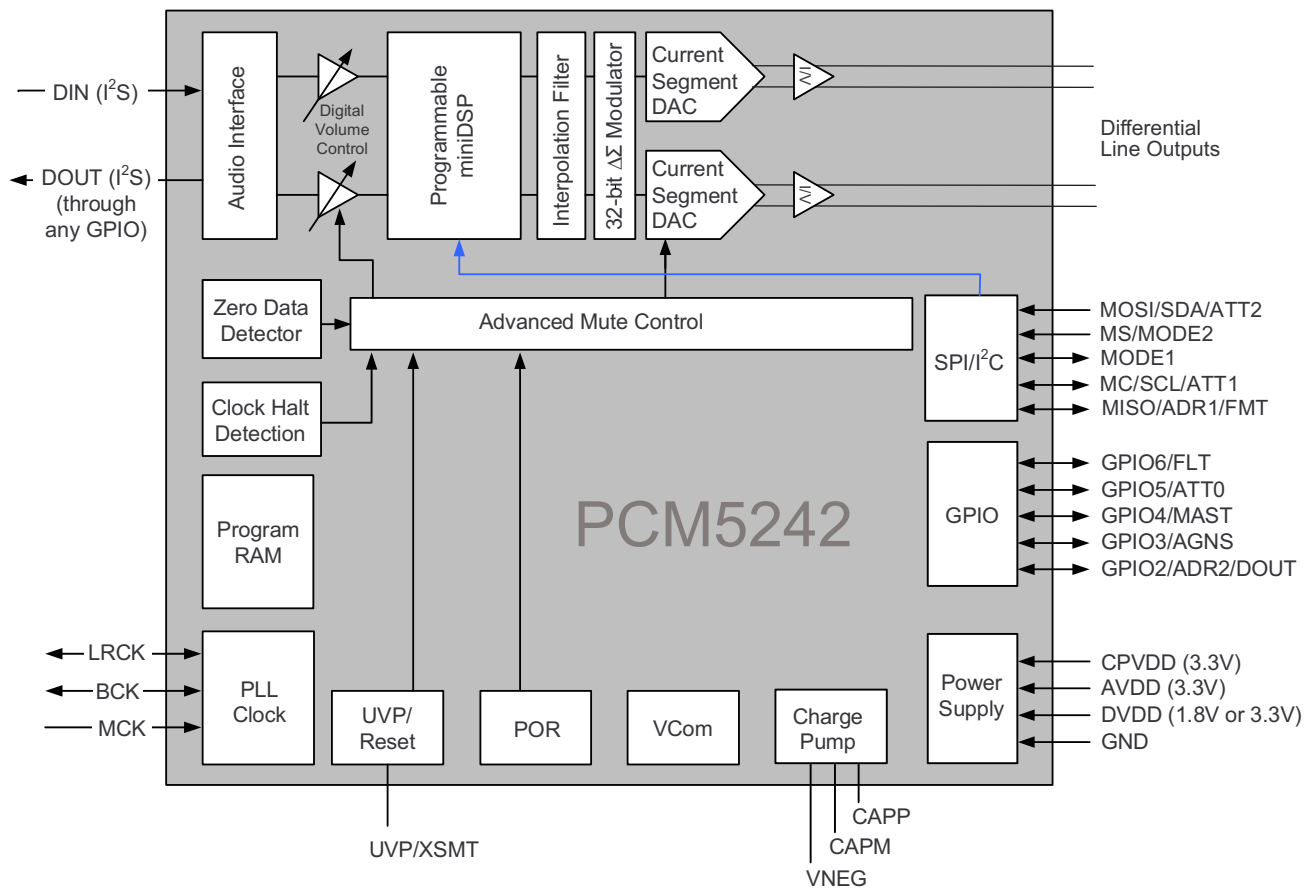 DIN (I²S)
DOUT (I²S)
(through
any GPIO)
Audio Interface
Digital
Volume
Control
Programmable
miniDSP
Interpolation Filter
32-bit ΔΣ Modulator
Current
Segment
DAC
I/V
Current
Segment
DAC
I/V
Differential
Line Outputs
Zero Data
Detector
Advanced Mute Control
Clock Halt
Detection
Program
RAM
PCM5242
SPI/I²C
MOSI/SDA/ATT2
MS/MODE2
MODE1
MC/SCL/ATT1
MISO/ADR1/FMT
GPIO
GPIO6/FLT
GPIO5/ATT0
GPIO4/MAST
GPIO3/AGNS
GPIO2/ADR2/DOUT
LRCK
BCK
MCK
PLL
Clock
UVP/
Reset
POR
VCom
Charge
Pump
Power
Supply
CPVDD (3.3V)
AVDD (3.3V)
DVDD (1.8V or 3.3V)
GND
UVP/XSMT
CAPP
CAPM
VNEG